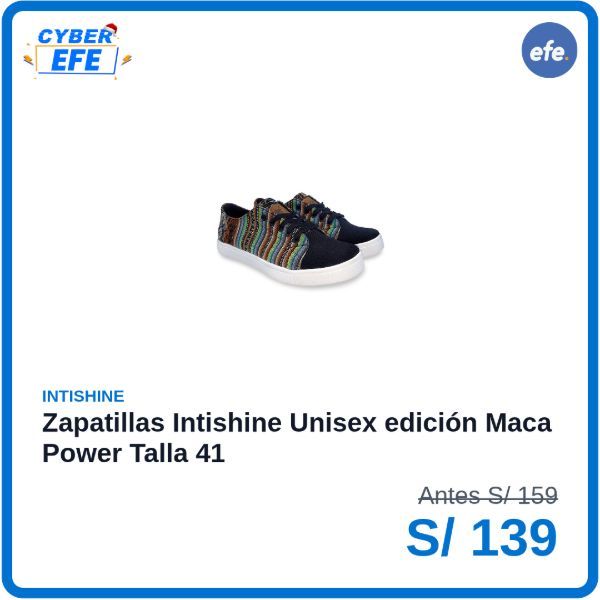 CYBER
EFE
efe.
INTISHINE
Zapatillas Intishine Unisex edición Maca
Power Talla 41
Antes S/ 159
S/ 139